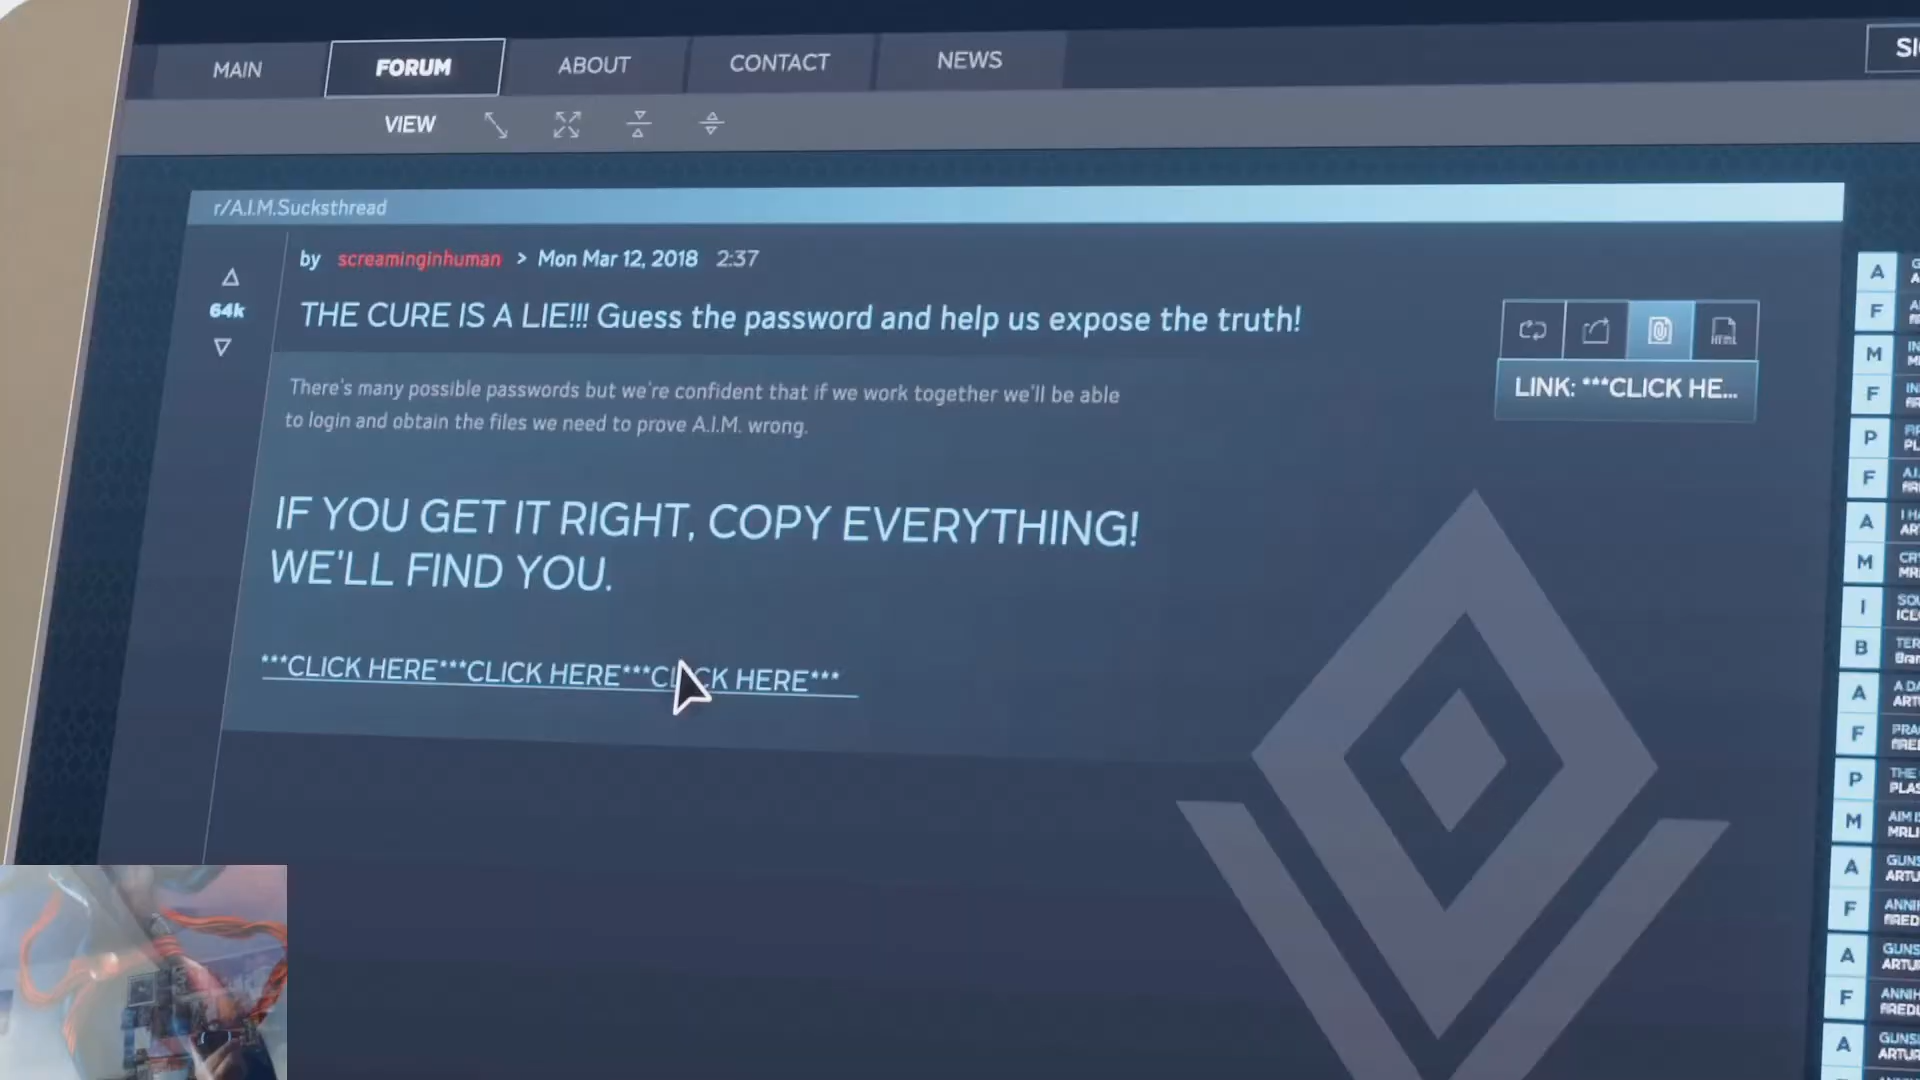 MAIN
FORUM
ABOUT
CONTACT
NEWS
VIEW
r/A.I.M.Sucksthread
by screaminginhuman > Mon Mar 12, 2018 2:37
64k
THE CURE IS A LIE!!! Guess the password and help us expose the truth!
There's many possible passwords but we're confident that if we work together we'll be able
to login and obtain the files we need to prove A.I.M. wrong.
HTML
LINK: ***CLICK HE...
IF YOU GET IT RIGHT, COPY EVERYTHING!
WE'LL FIND YOU.
***CLICK HERE***CLICK HERE***CLICK HERE***
A
F
M
F
P
F
A
M
I
B
A
F
P
M
A
F
A
F
A